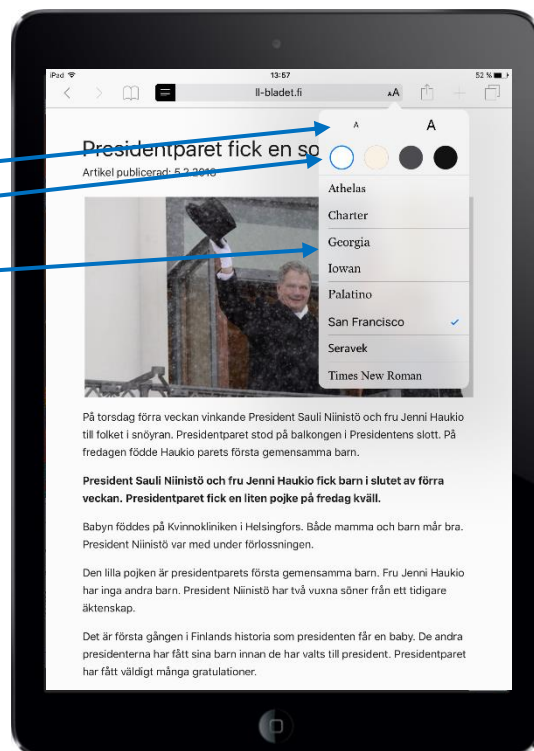 iPad
13:57
52 %
ll-bladet.fi
AA
A A
Presidentparet fick en so
Artikel publicerad: 5.2.2018
Athelas
Charter
Georgia
Iowan
Palatino
San Francisco
Seravek
Times New Roman
På torsdag förra veckan vinkande President Sauli Niinistö och fru Jenni Haukio
till folket i snöyran. Presidentparet stod på balkongen i Presidentens slott. På
fredagen födde Haukio parets första gemensamma barn.
President Sauli Niinistö och fru Jenni Haukio fick barn i slutet av förra
veckan. Presidentparet fick en liten pojke på fredag kväll.
Babyn föddes på Kvinnokliniken i Helsingfors. Både mamma och barn mår bra.
President Niinistö var med under förlossningen.
Den lilla pojken är presidentparets första gemensamma barn. Fru Jenni Haukio
har inga andra barn. President Niinistö har två vuxna söner från ett tidigare
äktenskap.
Det är första gången i Finlands historia som presidenten får en baby. De andra
presidenterna har fått sina barn innan de har valts till president. Presidentparet
har fått väldigt många gratulationer.